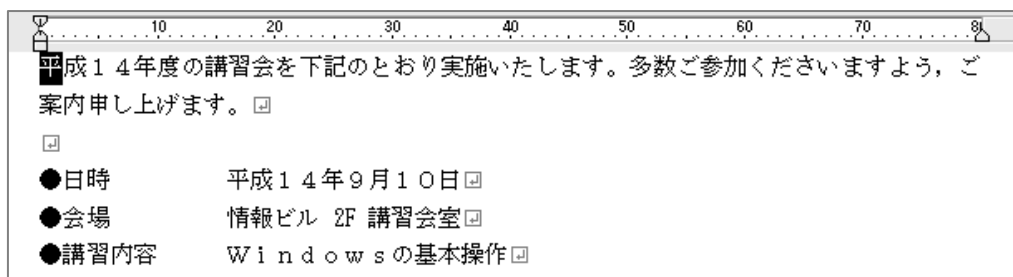 10 20 30 40 50 60 70 8
平成１４年度の講習会を下記のとおり実施いたします。多数ご参加くださいますよう，ご
案内申し上げます。
●日時　　　　　平成１４年９月１０日
●会場　　　　　情報ビル 2F 講習会室
●講習内容　　　Ｗｉｎｄｏｗｓの基本操作